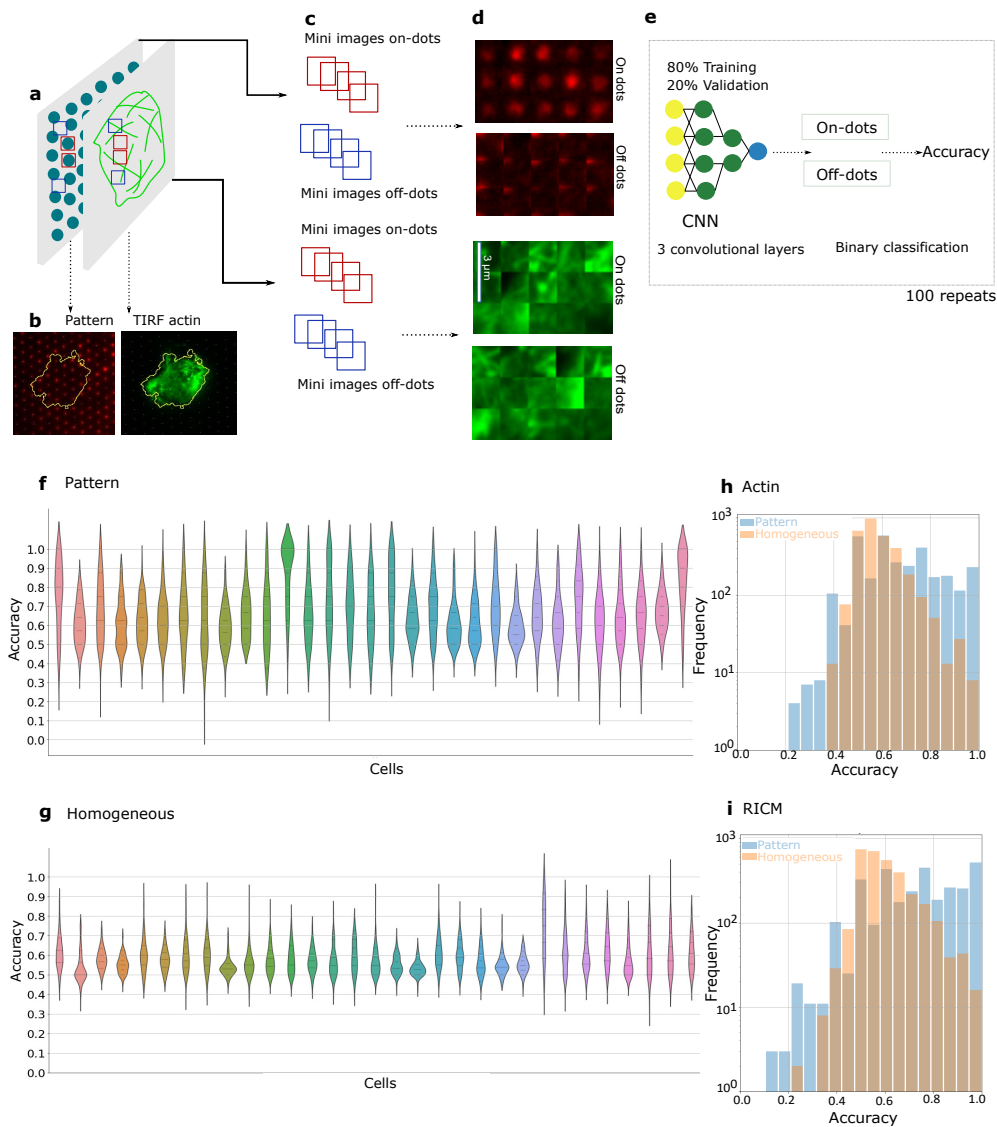 a
b
Pattern
TIRF actin
c
Mini images on-dots
Mini images off-dots
Mini images on-dots
Mini images off-dots
d
On dots
Off dots
3 µm
On dots
Off dots
e
80% Training
20% Validation
CNN
3 convolutional layers
On-dots
Off-dots
Accuracy
Binary classification
100 repeats
f Pattern
Accuracy
1.0
0.9
0.8
0.7
0.6
0.5
0.4
0.3
0.2
0.1
0.0
Cells
g Homogeneous
Accuracy
1.0
0.9
0.8
0.7
0.6
0.5
0.4
0.3
0.2
0.1
0.0
Cells
h Actin
Pattern
Homogeneous
Frequency
10³
10²
10¹
10⁰
0.0 0.2 0.4 0.6 0.8 1.0
Accuracy
i RICM
Pattern
Homogeneous
Frequency
10³
10²
10¹
10⁰
0.0 0.2 0.4 0.6 0.8 1.0
Accuracy